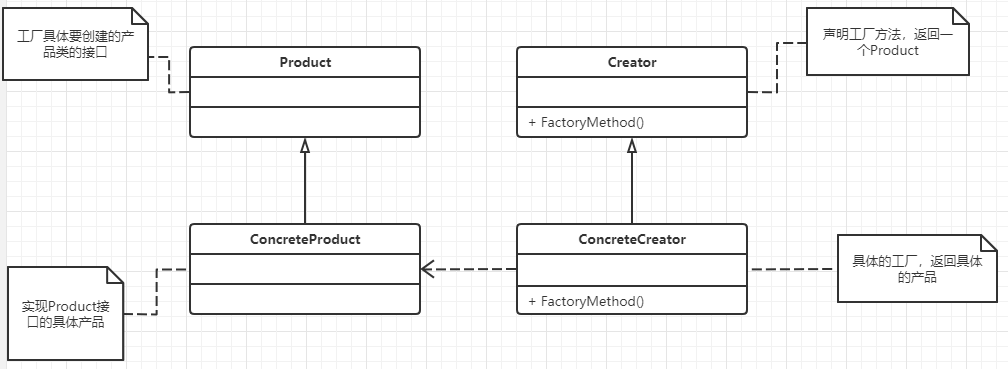 工厂具体要创建的产
品类的接口
Product
Creator
+ FactoryMethod()
声明工厂方法，返回一
个Product
ConcreteProduct
ConcreteCreator
+ FactoryMethod()
实现Product接
口的具体产品
具体的工厂，返回具体
的产品